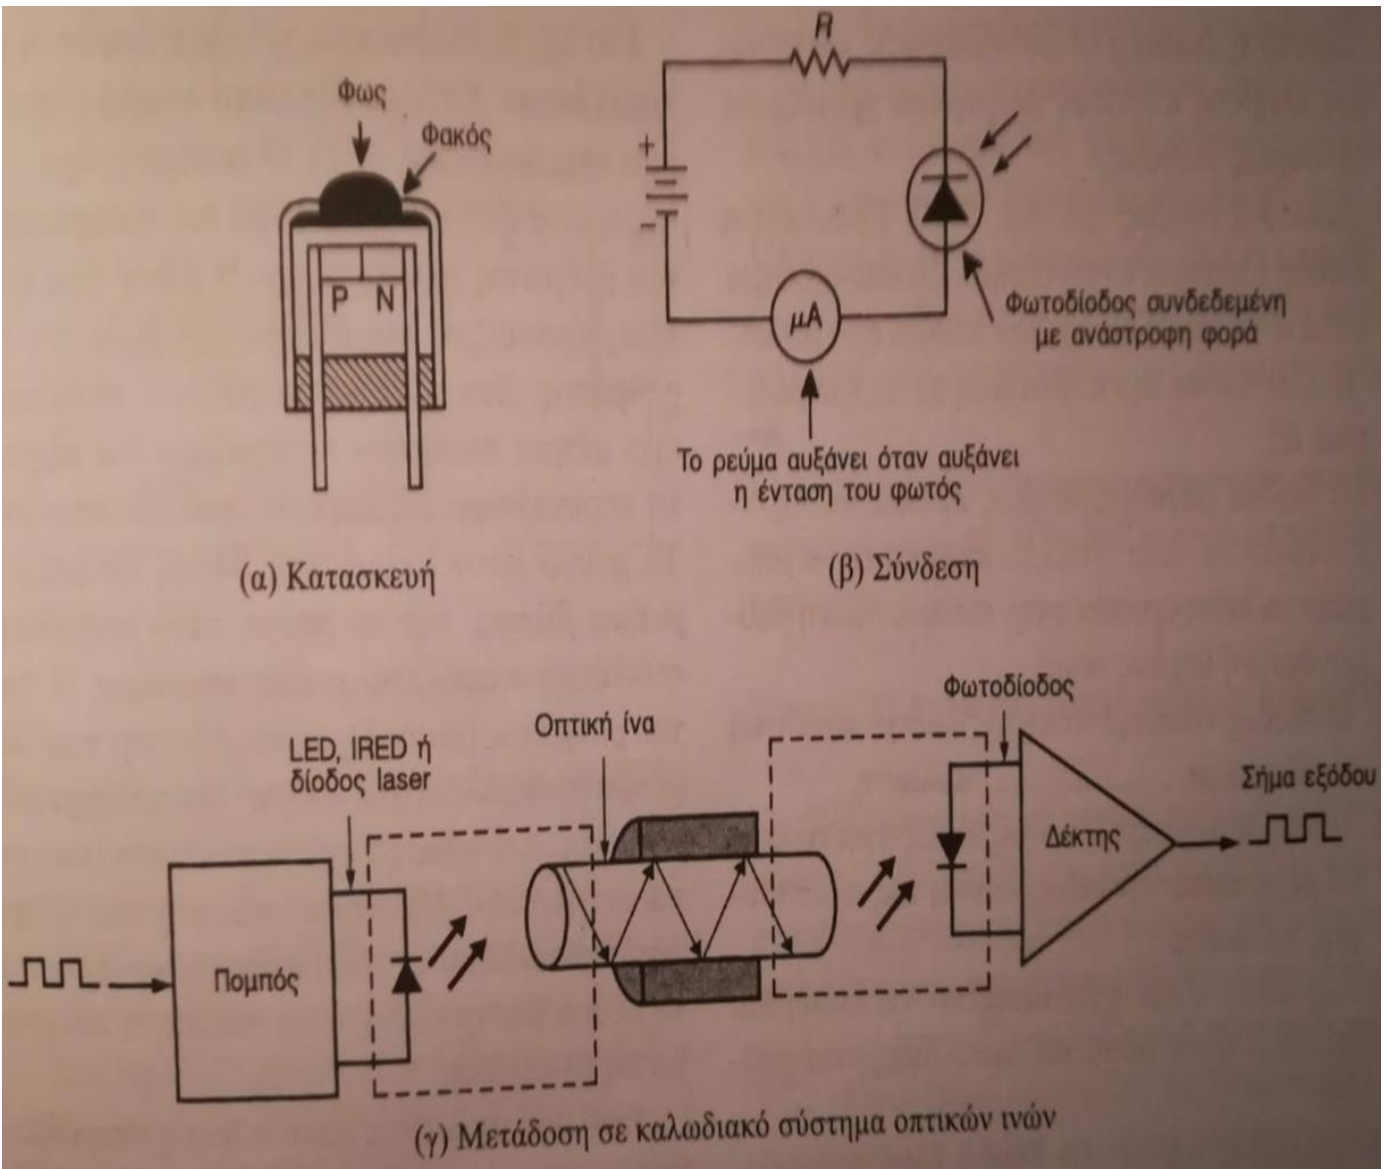 Φως
Φακός
P N
(α) Κατασκευή
R
+
−
μA
Φωτοδίοδος συνδεδεμένη
με ανάστροφη φορά
Το ρεύμα αυξάνει όταν αυξάνει
η ένταση του φωτός
(β) Σύνδεση
LED, IRED ή
δίοδος laser
Οπτική ίνα
Φωτοδίοδος
Σήμα εξόδου
Πομπός
Δέκτης
(γ) Μετάδοση σε καλωδιακό σύστημα οπτικών ινών